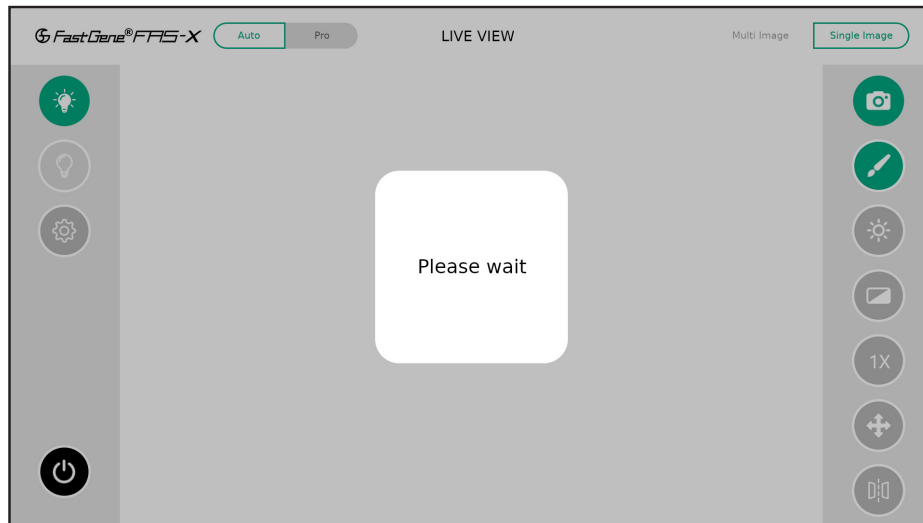 FastGene® FAS-X
Auto
Pro
LIVE VIEW
Multi Image
Single Image
Please wait
1X